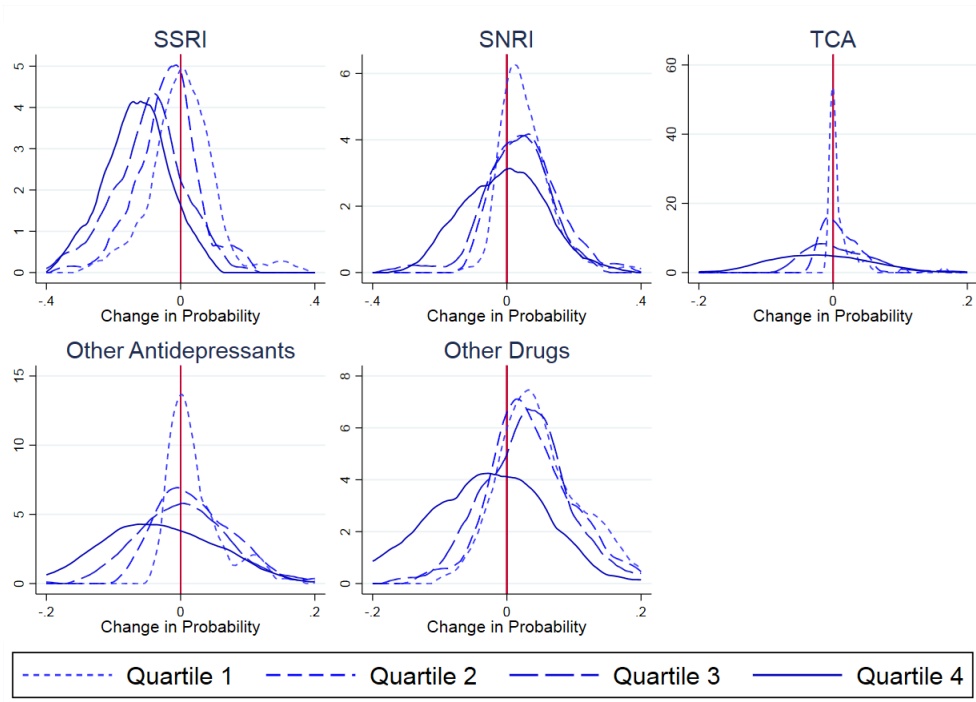 SSRI
5
4
3
2
1
0
-.4 0 .4
Change in Probability
SNRI
6
4
2
0
-.4 0 .4
Change in Probability
TCA
60
40
20
0
-.2 0 .2
Change in Probability
Other Antidepressants
15
10
5
0
-.2 0 .2
Change in Probability
Other Drugs
8
6
4
2
0
-.2 0 .2
Change in Probability
Quartile 1 Quartile 2 Quartile 3 Quartile 4